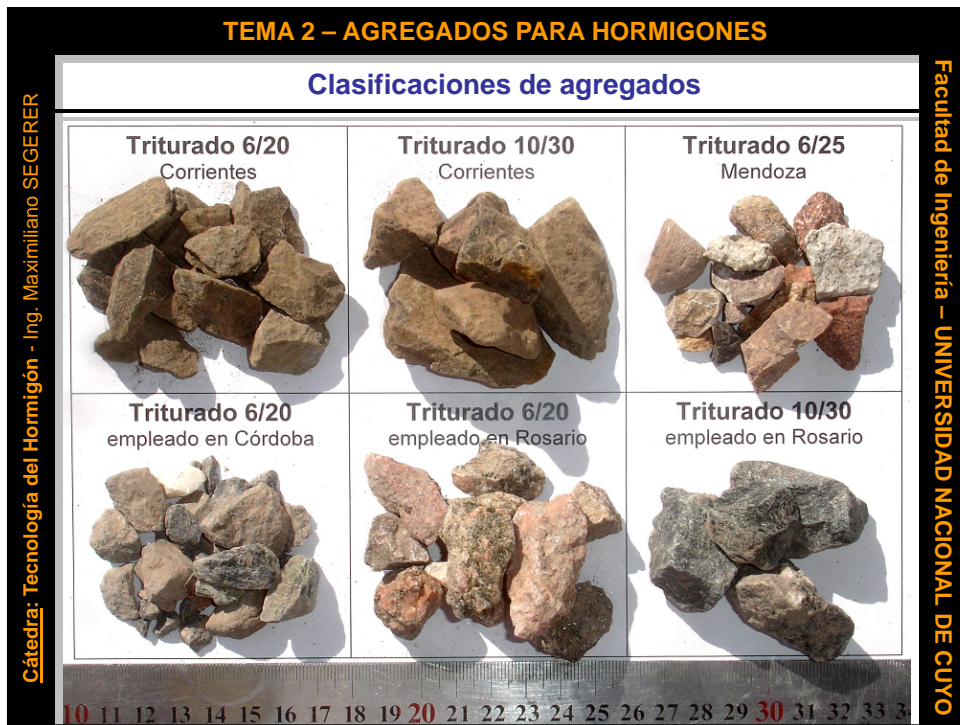 TEMA 2 – AGREGADOS PARA HORMIGONES
Clasificaciones de agregados
Cátedra: Tecnología del Hormigón - Ing. Maximiliano SEGERER
Triturado 6/20
Corrientes
Triturado 10/30
Corrientes
Triturado 6/25
Mendoza
Triturado 6/20
empleado en Córdoba
Triturado 6/20
empleado en Rosario
Triturado 10/30
empleado en Rosario
10 11 12 13 14 15 16 17 18 19 20 21 22 23 24 25 26 27 28 29 30 31 32 33
Facultad de Ingeniería – UNIVERSIDAD NACIONAL DE CUYO